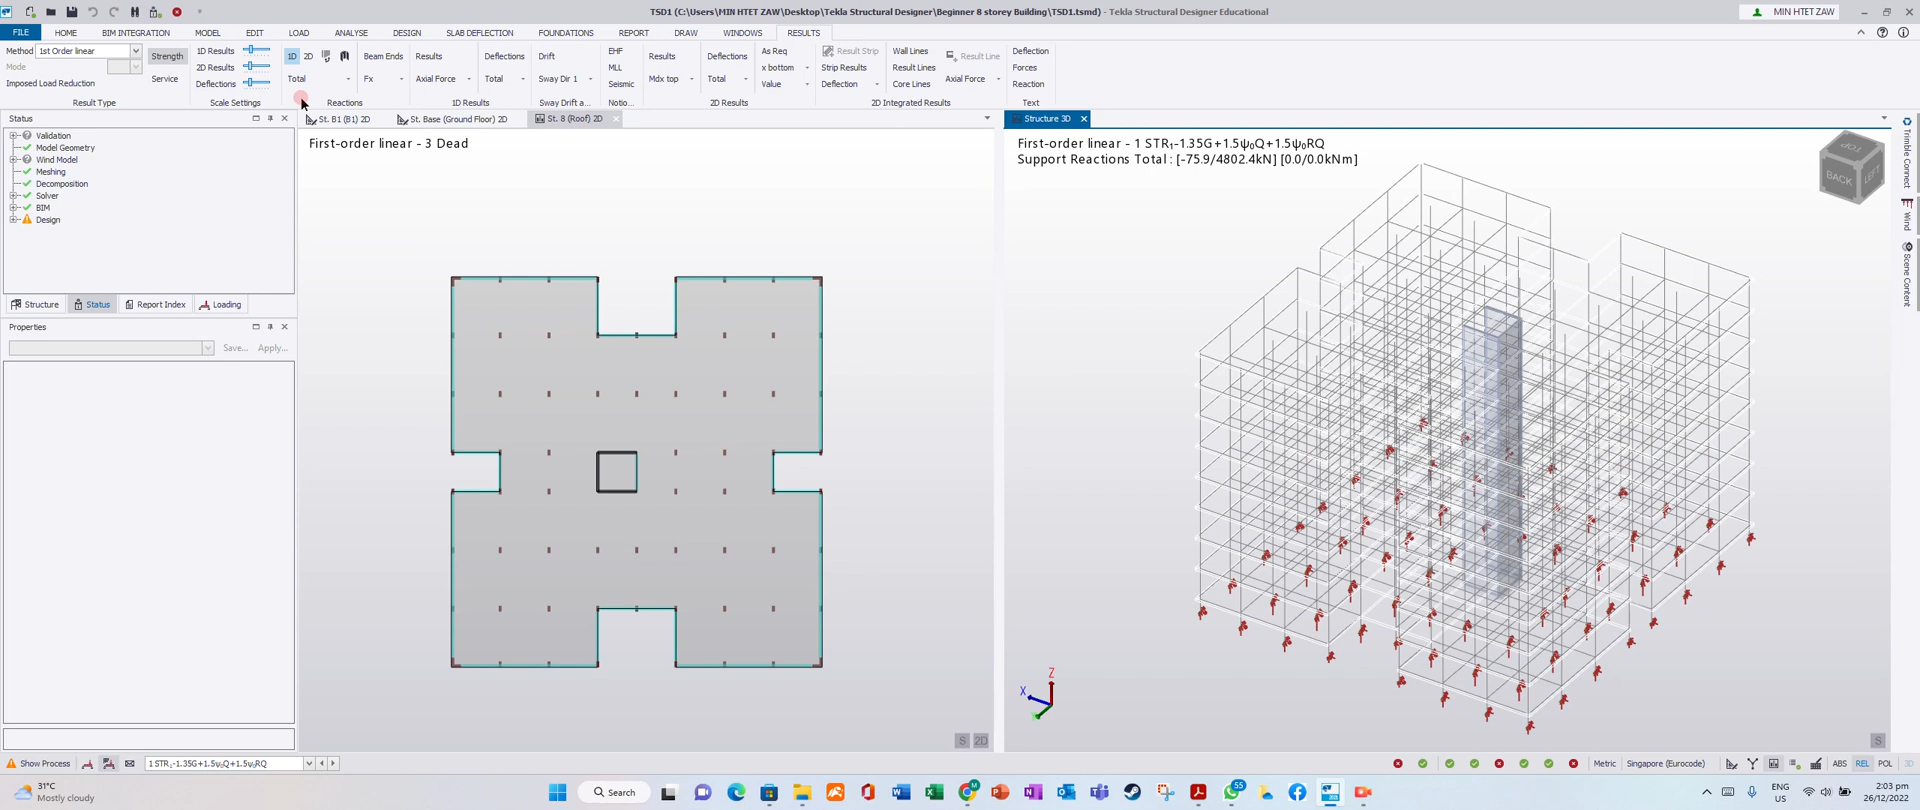 TSD1 (C:\Users\MIN HTET ZAW\Desktop\Tekla Structural Designer\Beginner 8 storey Building\TSD1.tsmd) - Tekla Structural Designer Educational
MIN HTET ZAW
FILE HOME BIM INTEGRATION MODEL EDIT LOAD ANALYSE DESIGN SLAB DEFLECTION FOUNDATIONS REPORT DRAW WINDOWS RESULTS
Method 1st Order linear Strength 1D Results 1D 2D Beam Ends Results Deflections Drift EHF Results Deflections As Req Result Strip Wall Lines Result Line Deflection
Mode 2D Results MLL x bottom Strip Results Result Lines Forces
Imposed Load Reduction Service Deflections Total Fx Axial Force Total Sway Dir 1 Seismic Mdx top Total Value Deflection Core Lines Axial Force Reaction
Result Type Scale Settings Reactions 1D Results Sway Drift a... Notio... 2D Results 2D Integrated Results Text
Status
St. B1 (B1) 2D St. Base (Ground Floor) 2D St. 8 (Roof) 2D Structure 3D
Validation
Model Geometry
Wind Model
Meshing
Decomposition
Solver
BIM
Design
Structure Status Report Index Loading
Properties
Save... Apply...
First-order linear - 3 Dead
First-order linear - 1 STR₁-1.35G+1.5ψ₀Q+1.5ψ₀RQ
Support Reactions Total : [-75.9/4802.4kN] [0.0/0.0kNm]
TOP
BACK
LEFT
Trimble Connect
Wind
Scene Content
Z
X
S 2D
S
Show Process 1 STR₁-1.35G+1.5ψ₀Q+1.5ψ₀RQ Metric Singapore (Eurocode) ABS REL POL 3D
31°C
Mostly cloudy
Search
55
ENG
US
2:03 pm
26/12/2022